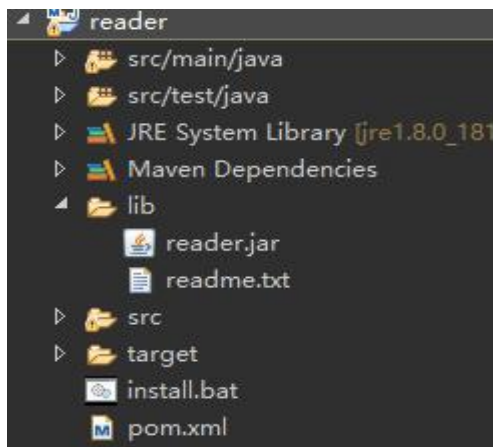 reader
src/main/java
src/test/java
JRE System Library [jre1.8.0_181
Maven Dependencies
lib
reader.jar
readme.txt
src
target
install.bat
pom.xml